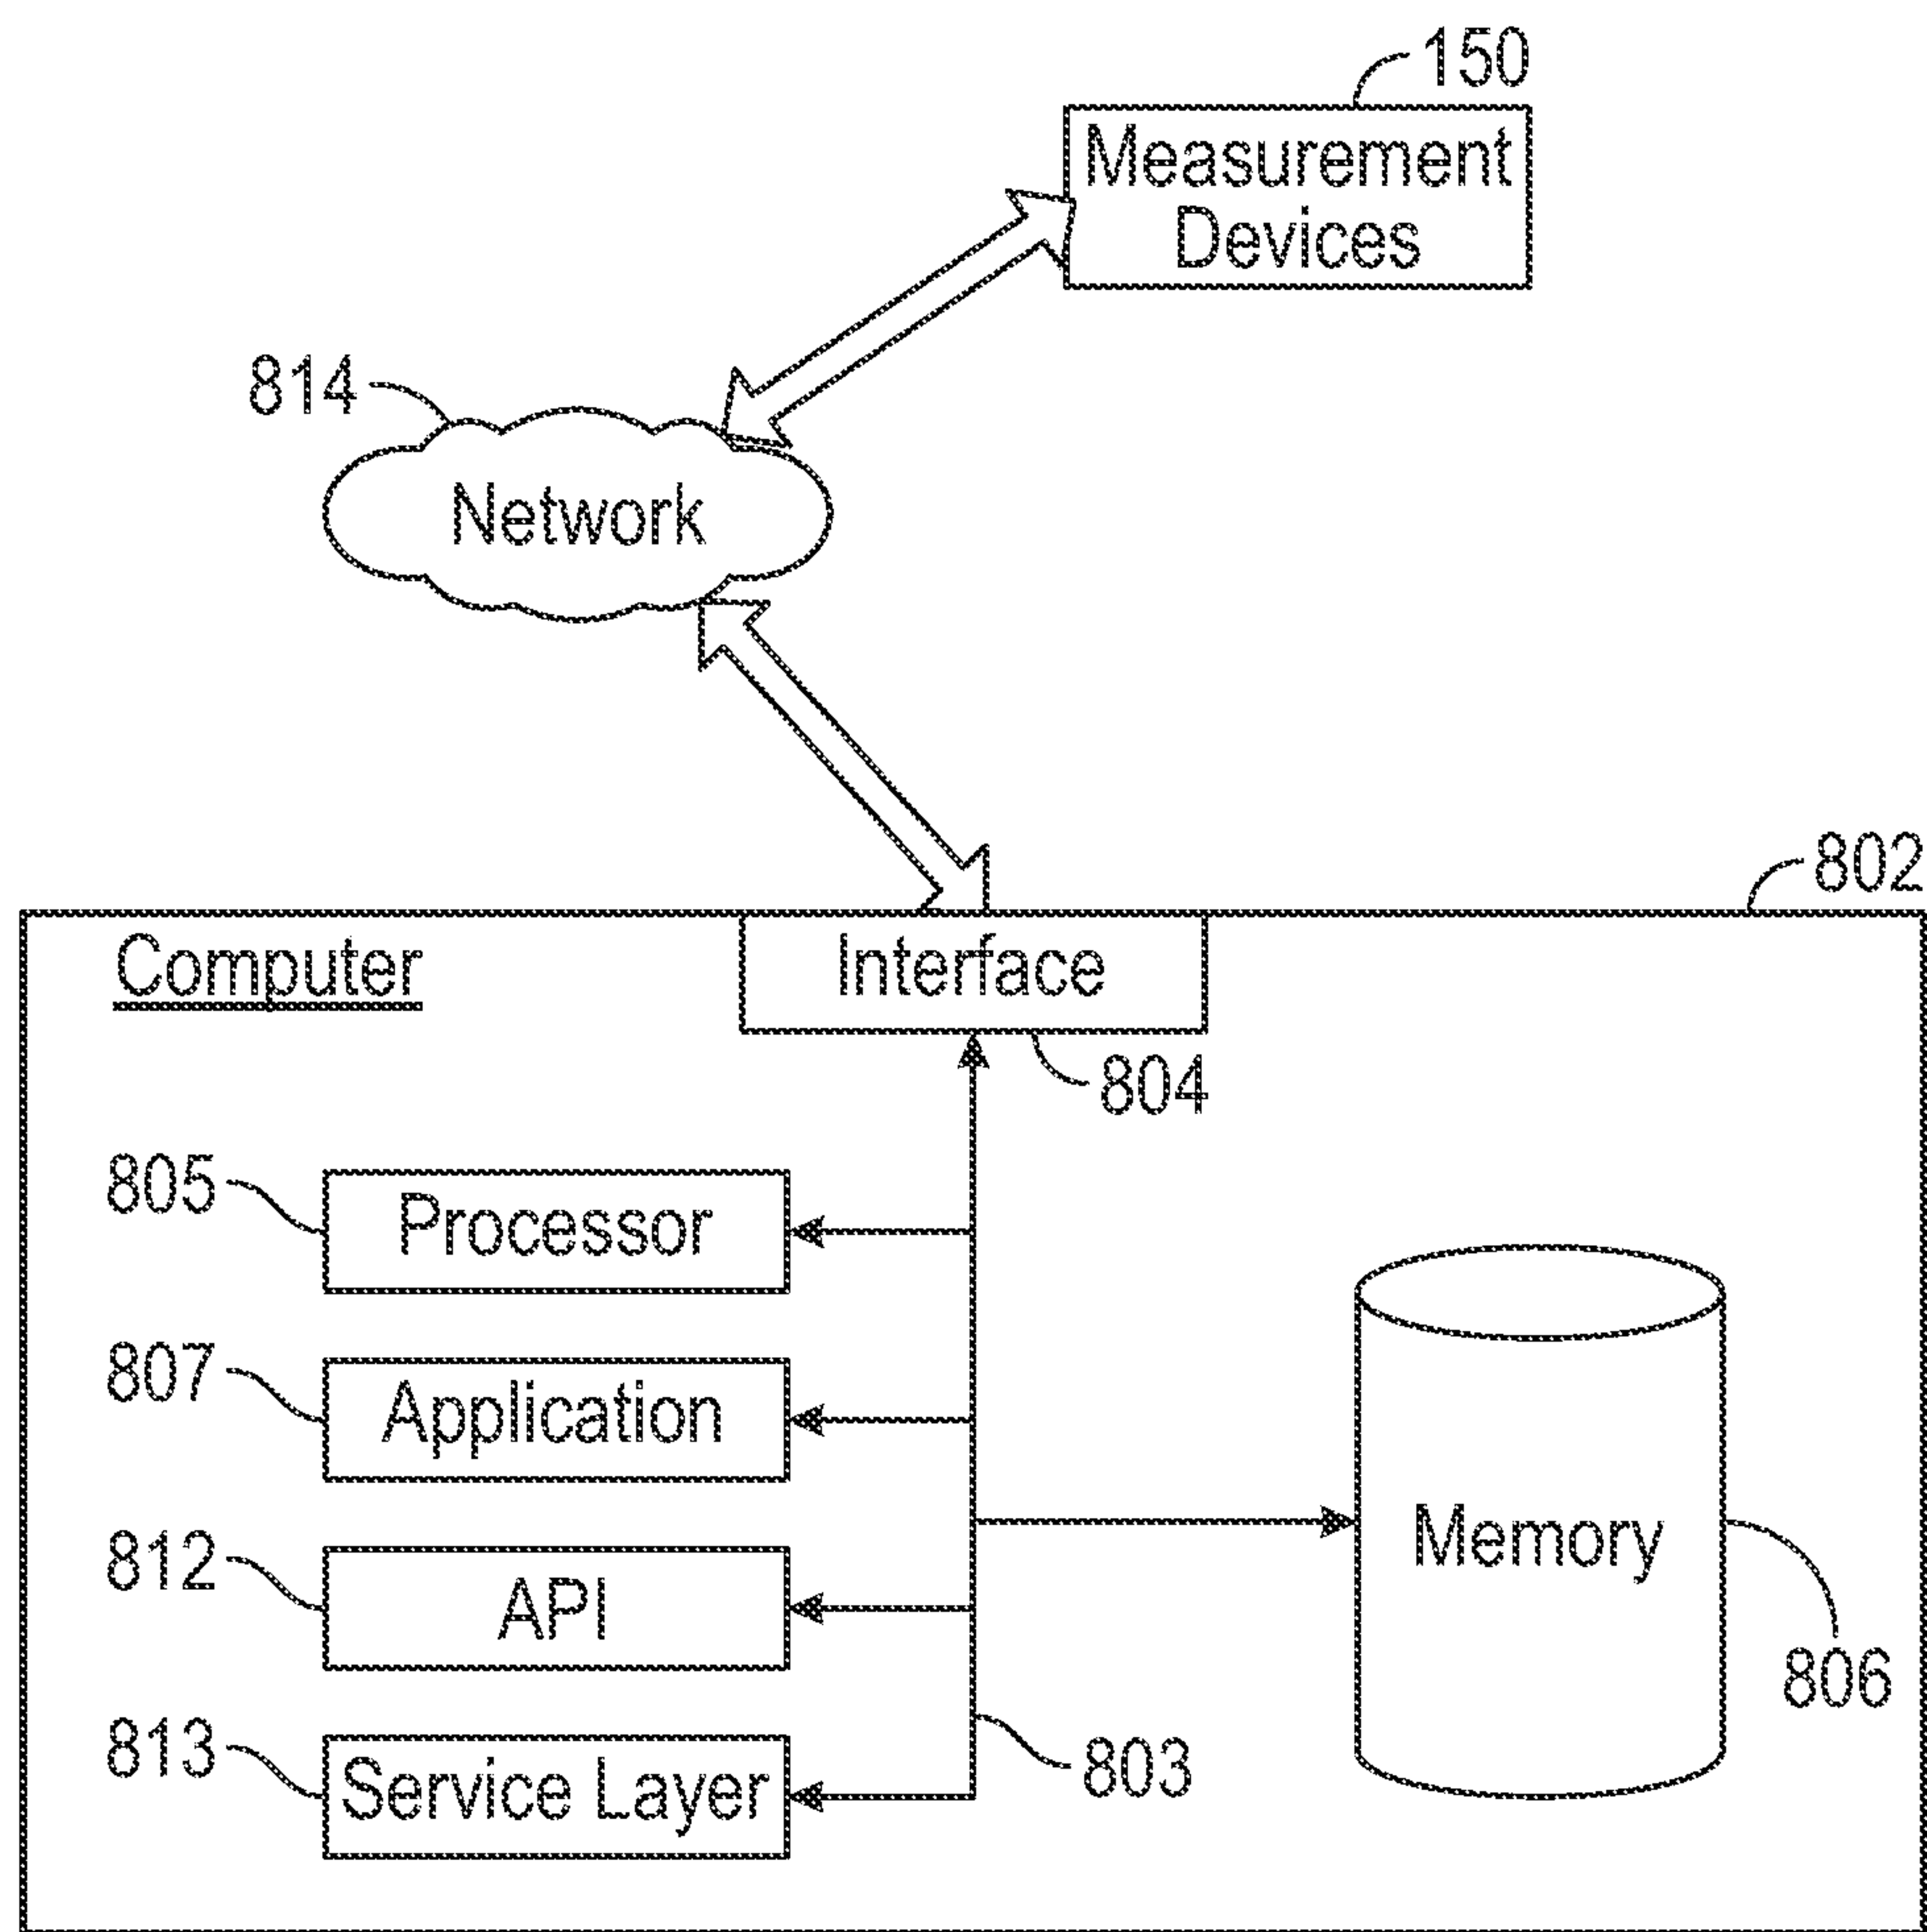 150
Measurement
Devices
814
Network
802
Computer
Interface
804
805
Processor
807
Application
812
API
Memory
806
813
Service Layer
803